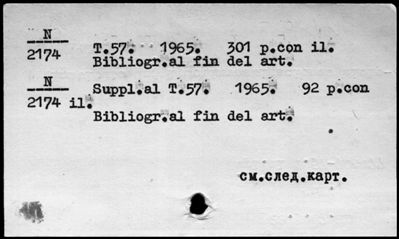 N
2174 T.57. 1965. 301 p.con il.
Bibliogr.al fin del art.
N Suppl.al T.57. 1965. 92 p.con
2174 il.
Bibliogr.al fin del art.
см.след.карт.